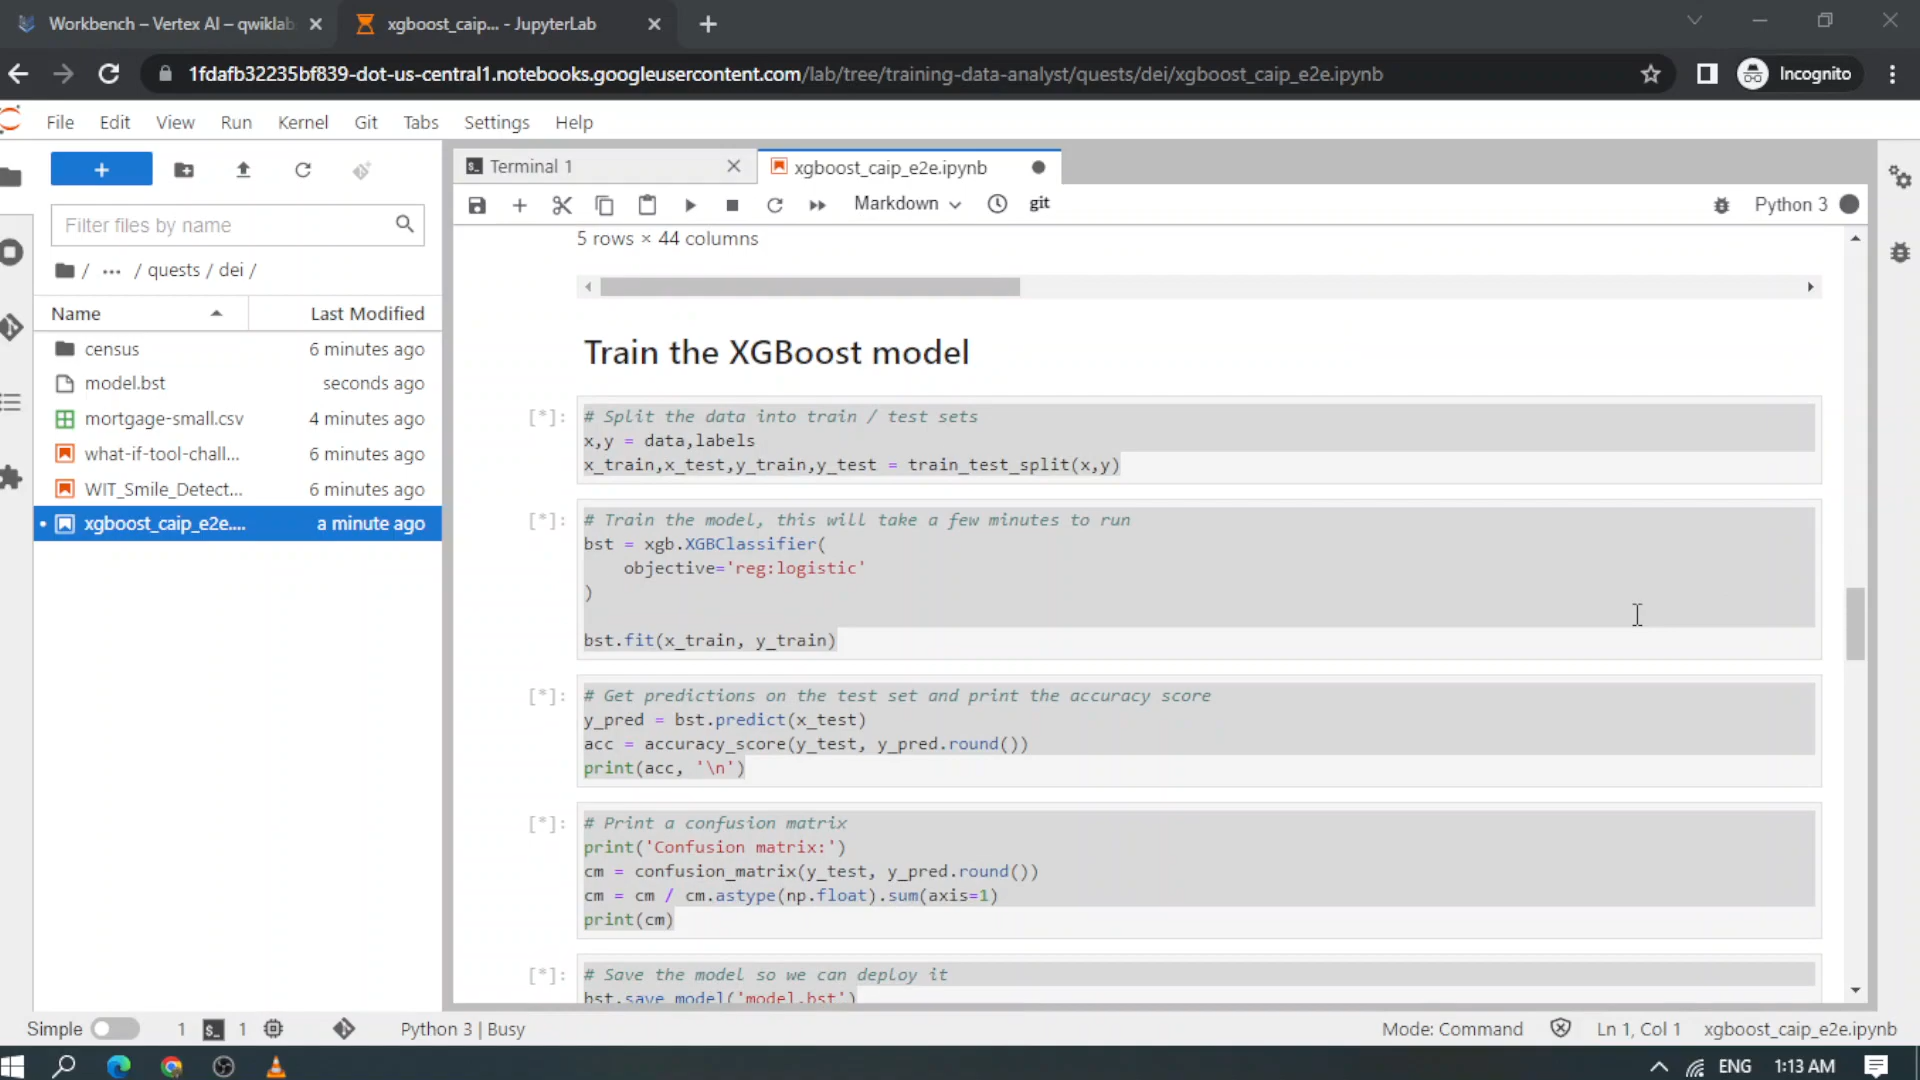 Workbench – Vertex AI – qwiklab
xgboost_caip... - JupyterLab
1fdafb32235bf839-dot-us-central1.notebooks.googleusercontent.com/lab/tree/training-data-analyst/quests/dei/xgboost_caip_e2e.ipynb
Incognito
File Edit View Run Kernel Git Tabs Settings Help
Terminal 1
xgboost_caip_e2e.ipynb
Markdown
git
Python 3
Filter files by name
/ ... / quests / dei /
Name Last Modified
census 6 minutes ago
model.bst seconds ago
mortgage-small.csv 4 minutes ago
what-if-tool-chall... 6 minutes ago
WIT_Smile_Detect... 6 minutes ago
xgboost_caip_e2e.... a minute ago
5 rows × 44 columns
Train the XGBoost model
[*]: # Split the data into train / test sets
x,y = data,labels
x_train,x_test,y_train,y_test = train_test_split(x,y)
[*]: # Train the model, this will take a few minutes to run
bst = xgb.XGBClassifier(
objective='reg:logistic'
)
bst.fit(x_train, y_train)
[*]: # Get predictions on the test set and print the accuracy score
y_pred = bst.predict(x_test)
acc = accuracy_score(y_test, y_pred.round())
print(acc, '\n')
[*]: # Print a confusion matrix
print('Confusion matrix:')
cm = confusion_matrix(y_test, y_pred.round())
cm = cm / cm.astype(np.float).sum(axis=1)
print(cm)
[*]: # Save the model so we can deploy it
bst.save_model('model.bst')
Simple 1 1 Python 3 | Busy Mode: Command Ln 1, Col 1 xgboost_caip_e2e.ipynb
ENG 1:13 AM